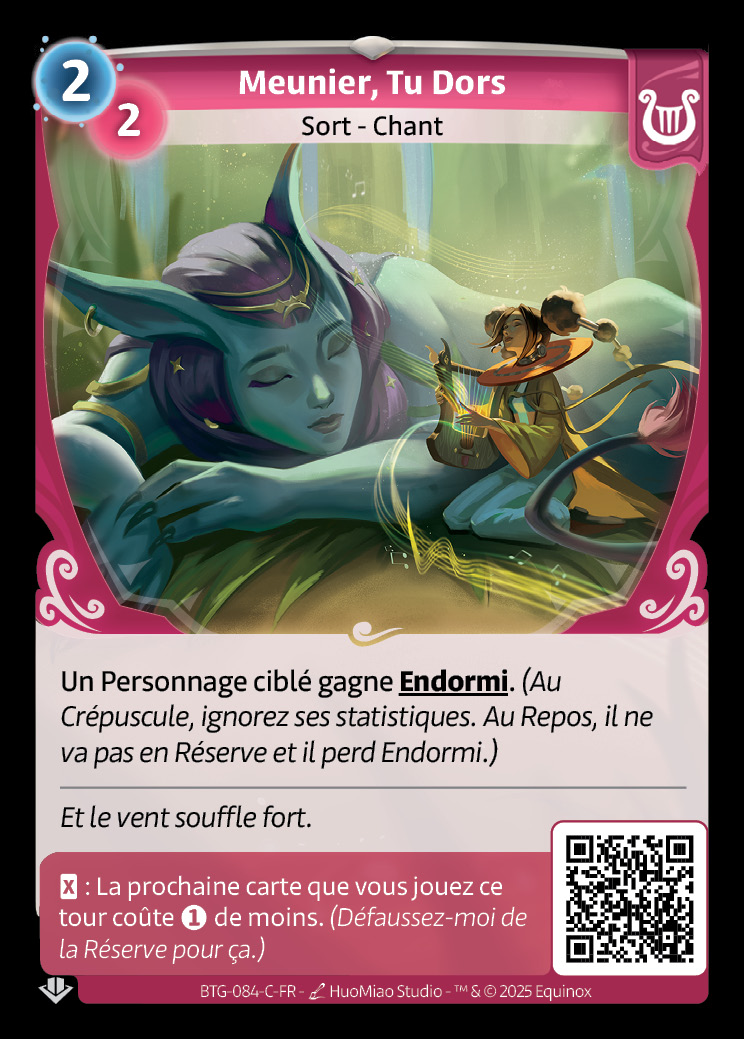 2
Meunier, Tu Dors
2
Sort - Chant
Un Personnage ciblé gagne Endormi. (Au
Crépuscule, ignorez ses statistiques. Au Repos, il ne
va pas en Réserve et il perd Endormi.)
Et le vent souffle fort.
X : La prochaine carte que vous jouez ce
tour coûte 1 de moins. (Défaussez-moi de
la Réserve pour ça.)
BTG-084-C-FR - HuoMiao Studio - ™ & © 2025 Equinox